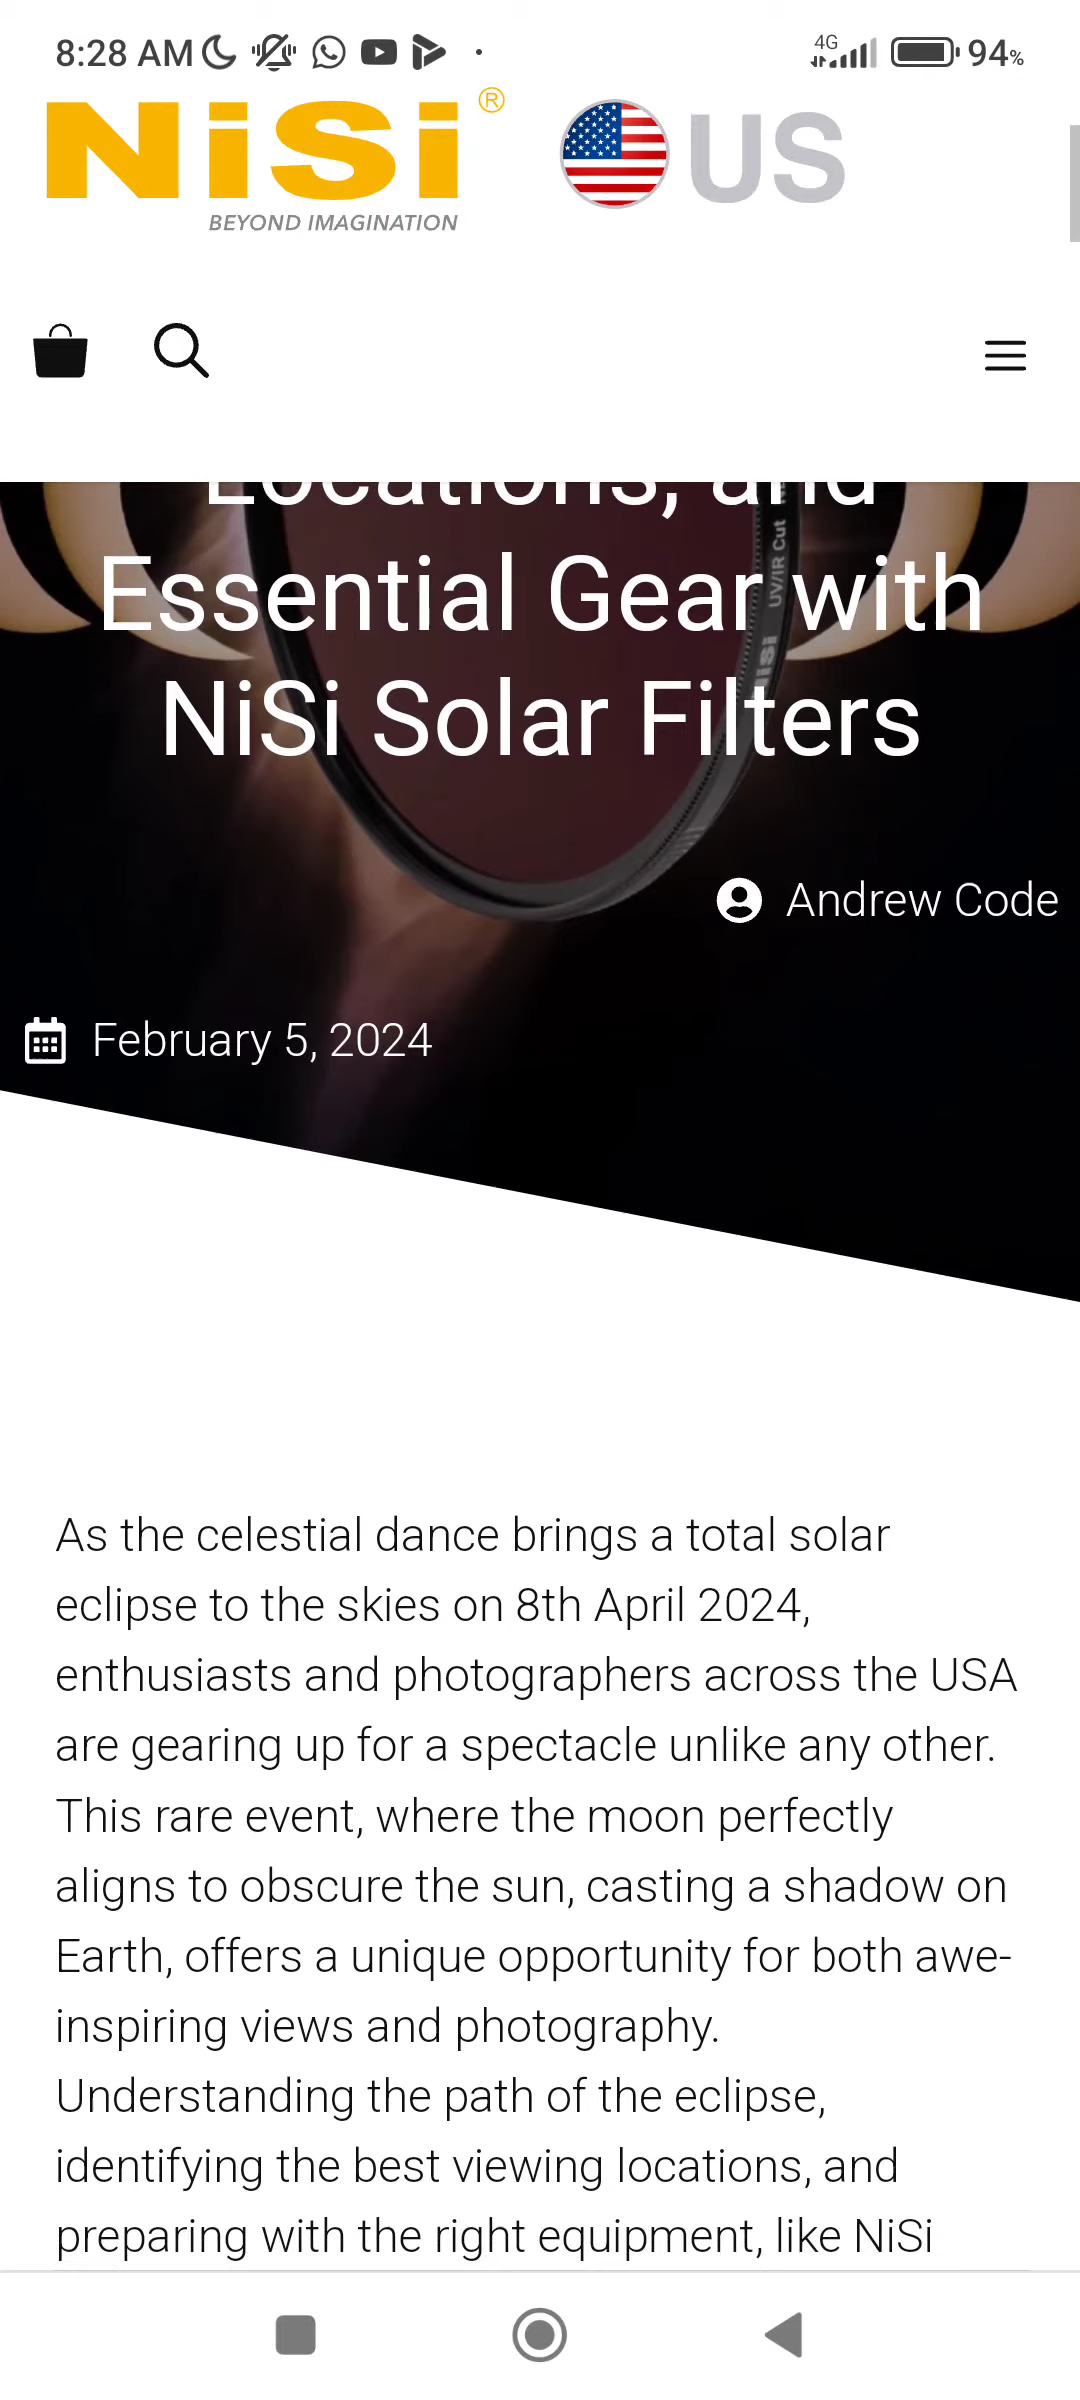 8:28 AM
4G
94%
NiSi®
BEYOND IMAGINATION
US
Locations, and
Essential Gear with
NiSi Solar Filters
UV/IR Cut
NiSi
Andrew Code
February 5, 2024
As the celestial dance brings a total solar
eclipse to the skies on 8th April 2024,
enthusiasts and photographers across the USA
are gearing up for a spectacle unlike any other.
This rare event, where the moon perfectly
aligns to obscure the sun, casting a shadow on
Earth, offers a unique opportunity for both awe-
inspiring views and photography.
Understanding the path of the eclipse,
identifying the best viewing locations, and
preparing with the right equipment, like NiSi